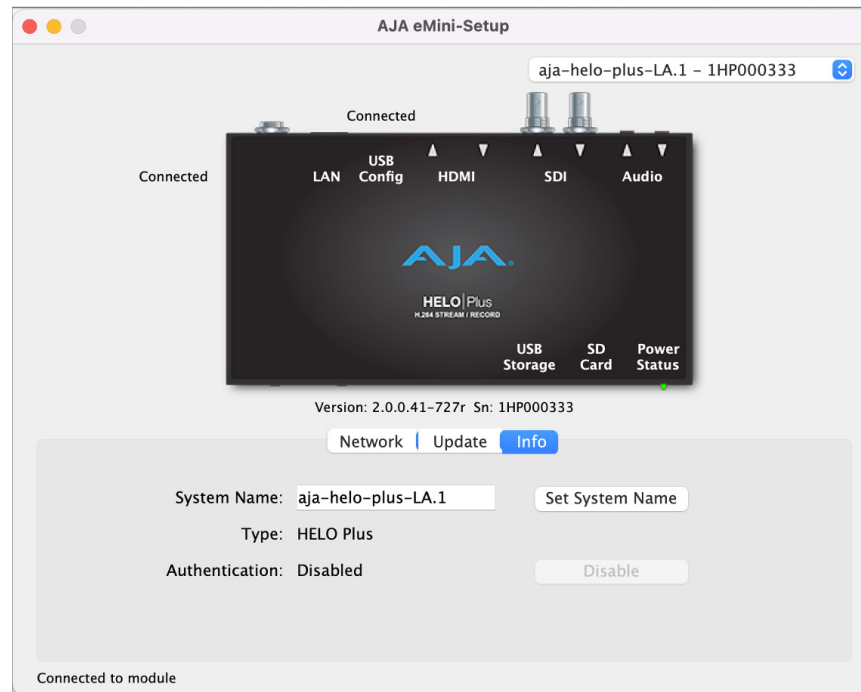 AJA eMini-Setup
aja-helo-plus-LA.1 – 1HP000333
Connected
Connected
LAN
USB
Config
HDMI
SDI
Audio
AJA.
HELO|Plus
H.264 STREAM / RECORD
USB
Storage
SD
Card
Power
Status
Version: 2.0.0.41-727r Sn: 1HP000333
Network Update Info
System Name: aja-helo-plus-LA.1 Set System Name
Type: HELO Plus
Authentication: Disabled Disable
Connected to module